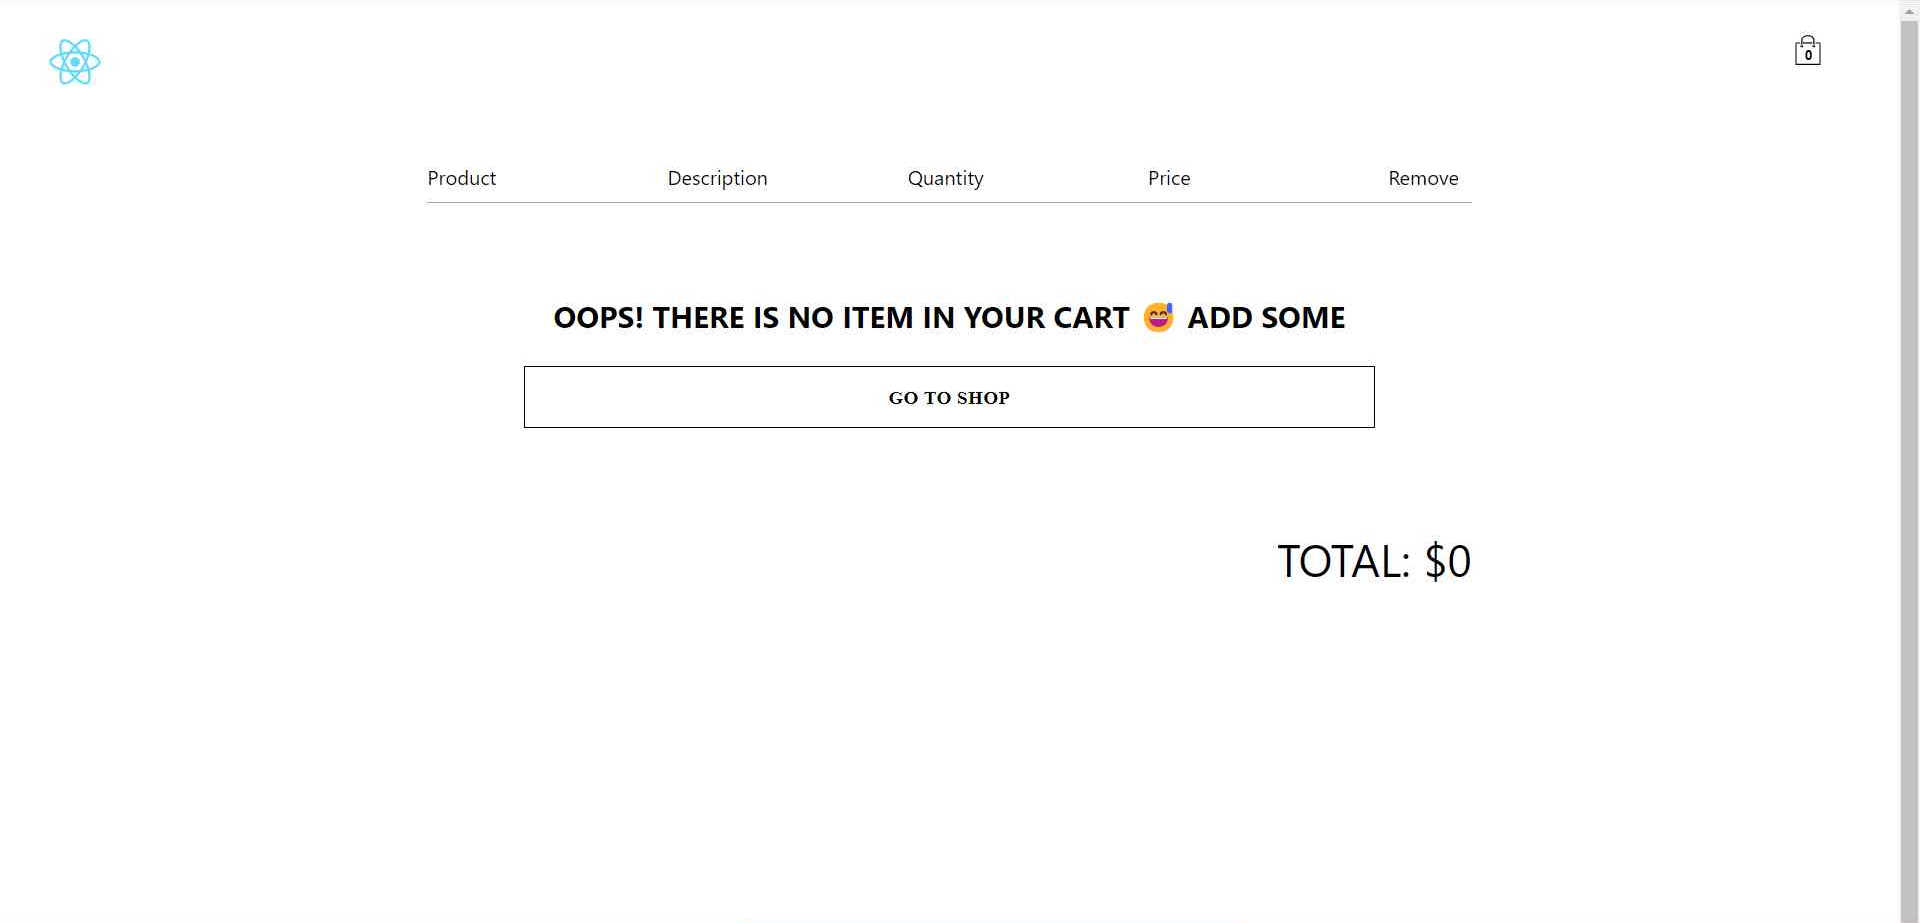 0
Product Description Quantity Price Remove
OOPS! THERE IS NO ITEM IN YOUR CART 😅 ADD SOME
GO TO SHOP
TOTAL: $0